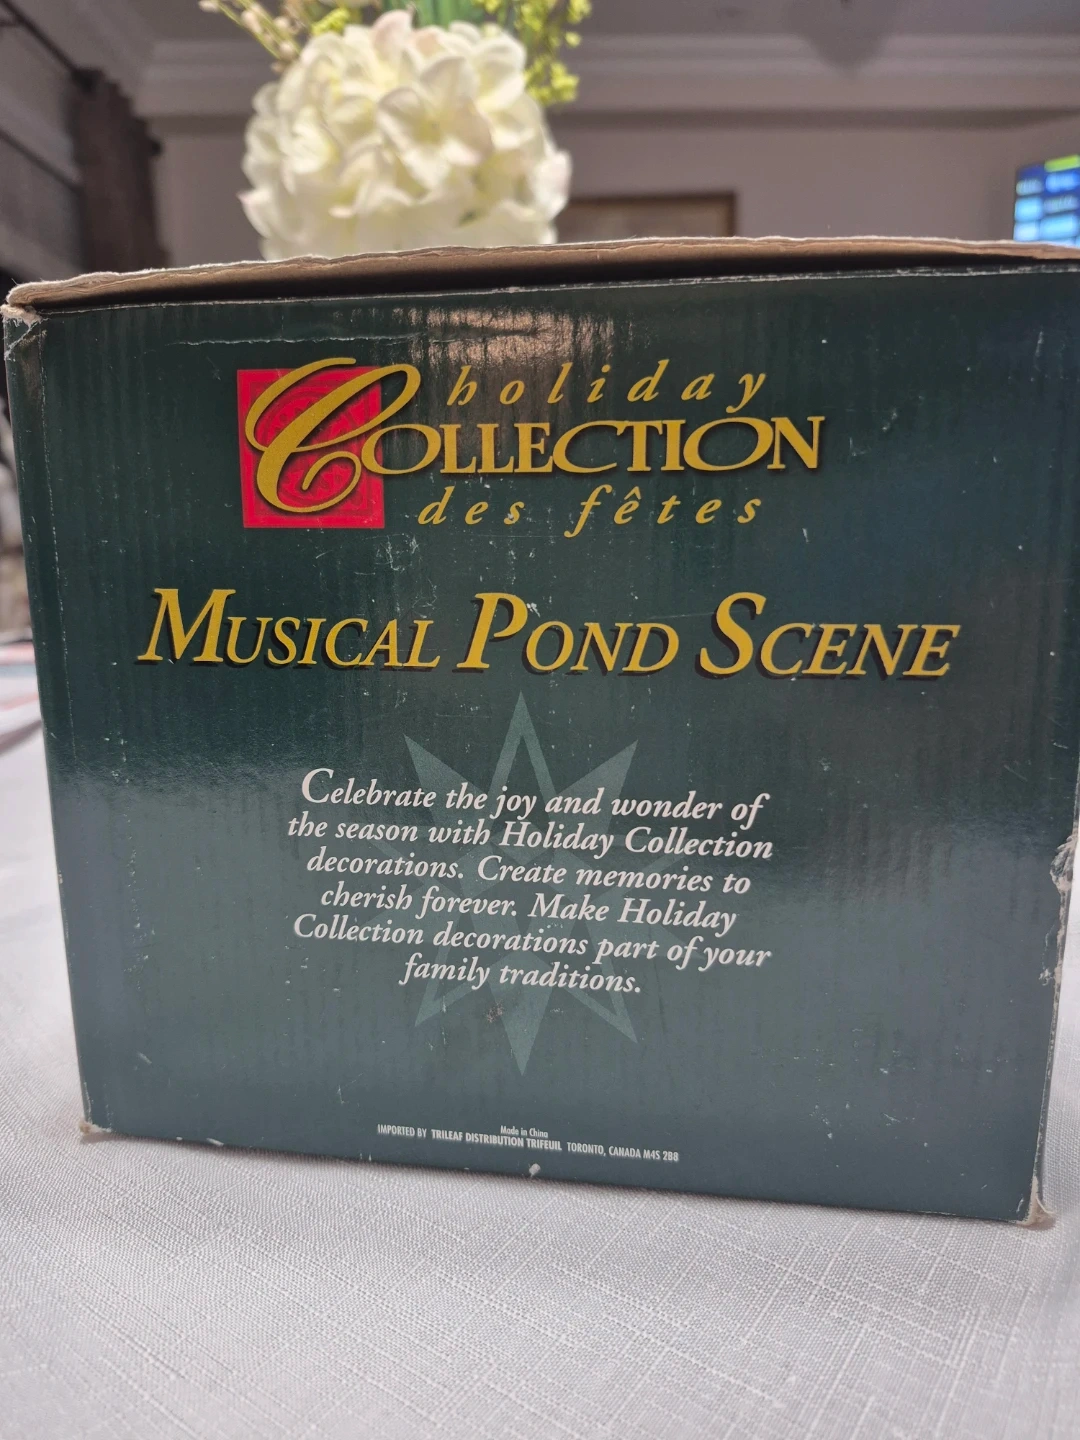 holiday
COLLECTION
des fêtes
MUSICAL POND SCENE
Celebrate the joy and wonder of
the season with Holiday Collection
decorations. Create memories to
cherish forever. Make Holiday
Collection decorations part of your
family traditions.
Made in China
IMPORTED BY TRILEAF DISTRIBUTION TRIFEUIL TORONTO, CANADA M4S 2B8